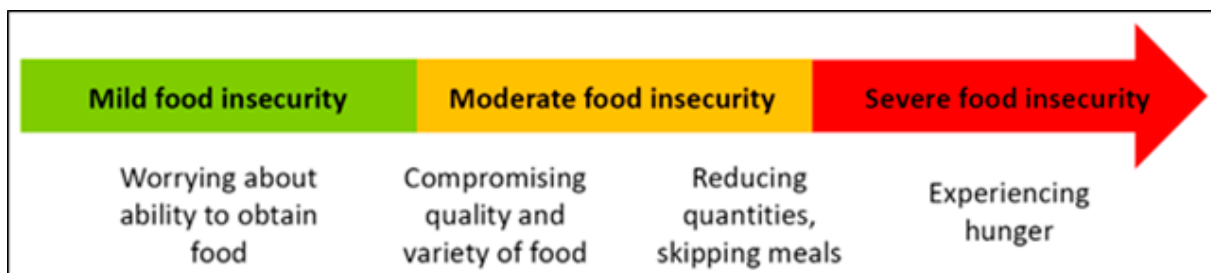 Mild food insecurity
Moderate food insecurity
Severe food insecurity
Worrying about
ability to obtain
food
Compromising
quality and
variety of food
Reducing
quantities,
skipping meals
Experiencing
hunger